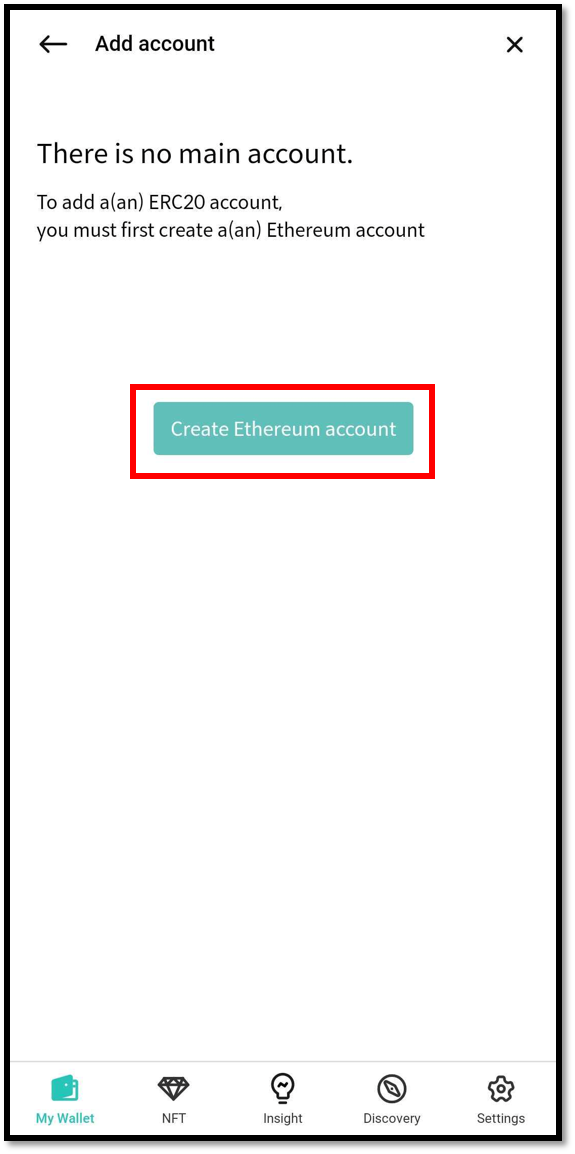 Add account
There is no main account.
To add a(an) ERC20 account,
you must first create a(an) Ethereum account
Create Ethereum account
My Wallet
NFT
Insight
Discovery
Settings